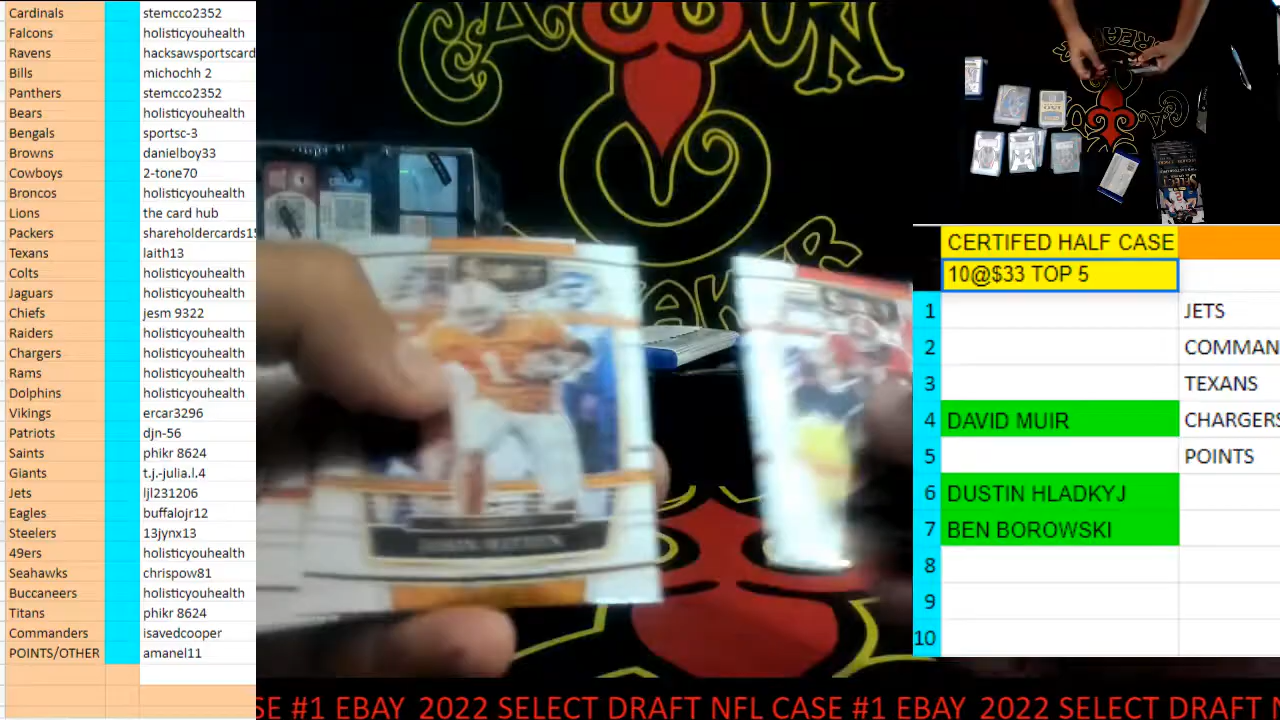 Cardinals stemcco2352
Falcons holisticyouhealth
Ravens hacksawsportscard
Bills michochh 2
Panthers stemcco2352
Bears holisticyouhealth
Bengals sportsc-3
Browns danielboy33
Cowboys 2-tone70
Broncos holisticyouhealth
Lions the card hub
Packers shareholdercards15
Texans laith13
Colts holisticyouhealth
Jaguars holisticyouhealth
Chiefs jesm 9322
Raiders holisticyouhealth
Chargers holisticyouhealth
Rams holisticyouhealth
Dolphins holisticyouhealth
Vikings ercar3296
Patriots djn-56
Saints phikr 8624
Giants t.j.-julia.l.4
Jets ljl231206
Eagles buffalojr12
Steelers 13jynx13
49ers holisticyouhealth
Seahawks chrispow81
Buccaneers holisticyouhealth
Titans phikr 8624
Commanders isavedcooper
POINTS/OTHER amanel11
CERTIFED HALF CASE
10@$33 TOP 5
1 JETS
2 COMMAN
3 TEXANS
4 DAVID MUIR CHARGERS
5 POINTS
6 DUSTIN HLADKYJ
7 BEN BOROWSKI
8
9
10
SE #1 EBAY 2022 SELECT DRAFT NFL CASE #1 EBAY 2022 SELECT DRAFT N